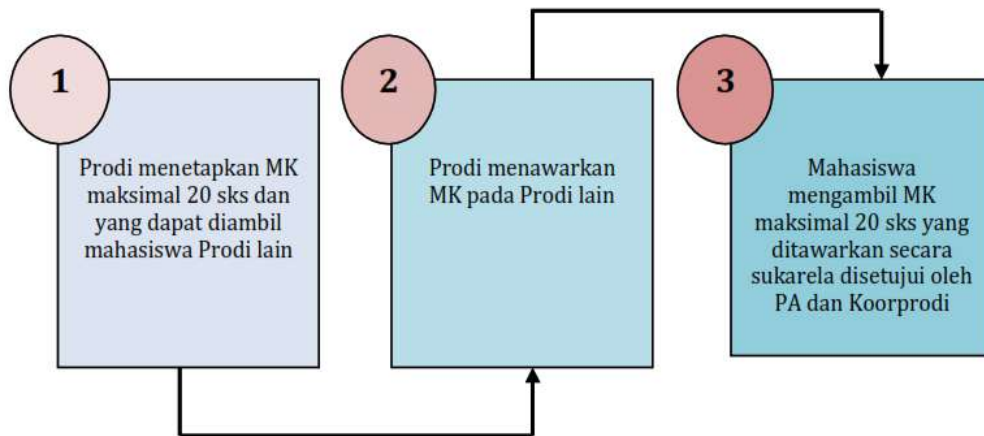 1
Prodi menetapkan MK
maksimal 20 sks dan
yang dapat diambil
mahasiswa Prodi lain
2
Prodi menawarkan
MK pada Prodi lain
3
Mahasiswa
mengambil MK
maksimal 20 sks yang
ditawarkan secara
sukarela disetujui oleh
PA dan Koorprodi